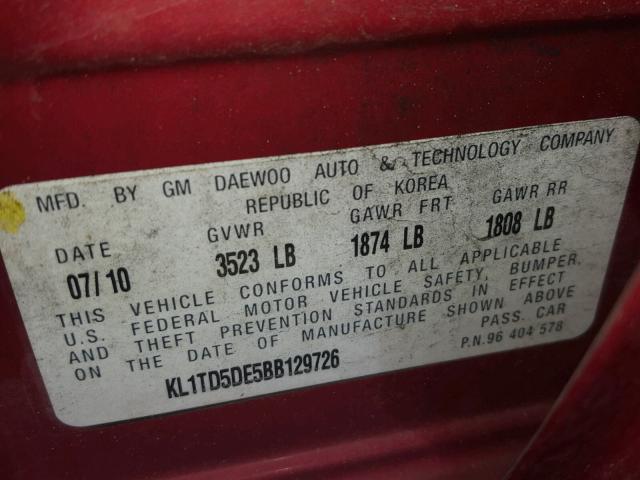 MFD. BY GM DAEWOO AUTO & TECHNOLOGY COMPANY
REPUBLIC OF KOREA
DATE GVWR GAWR FRT GAWR RR
07/10 3523 LB 1874 LB 1808 LB
THIS VEHICLE CONFORMS TO ALL APPLICABLE
U.S. FEDERAL MOTOR VEHICLE SAFETY, BUMPER,
AND THEFT PREVENTION STANDARDS IN EFFECT
ON THE DATE OF MANUFACTURE SHOWN ABOVE
PASS. CAR
KL1TD5DE5BB129726 P.N.96 404 578